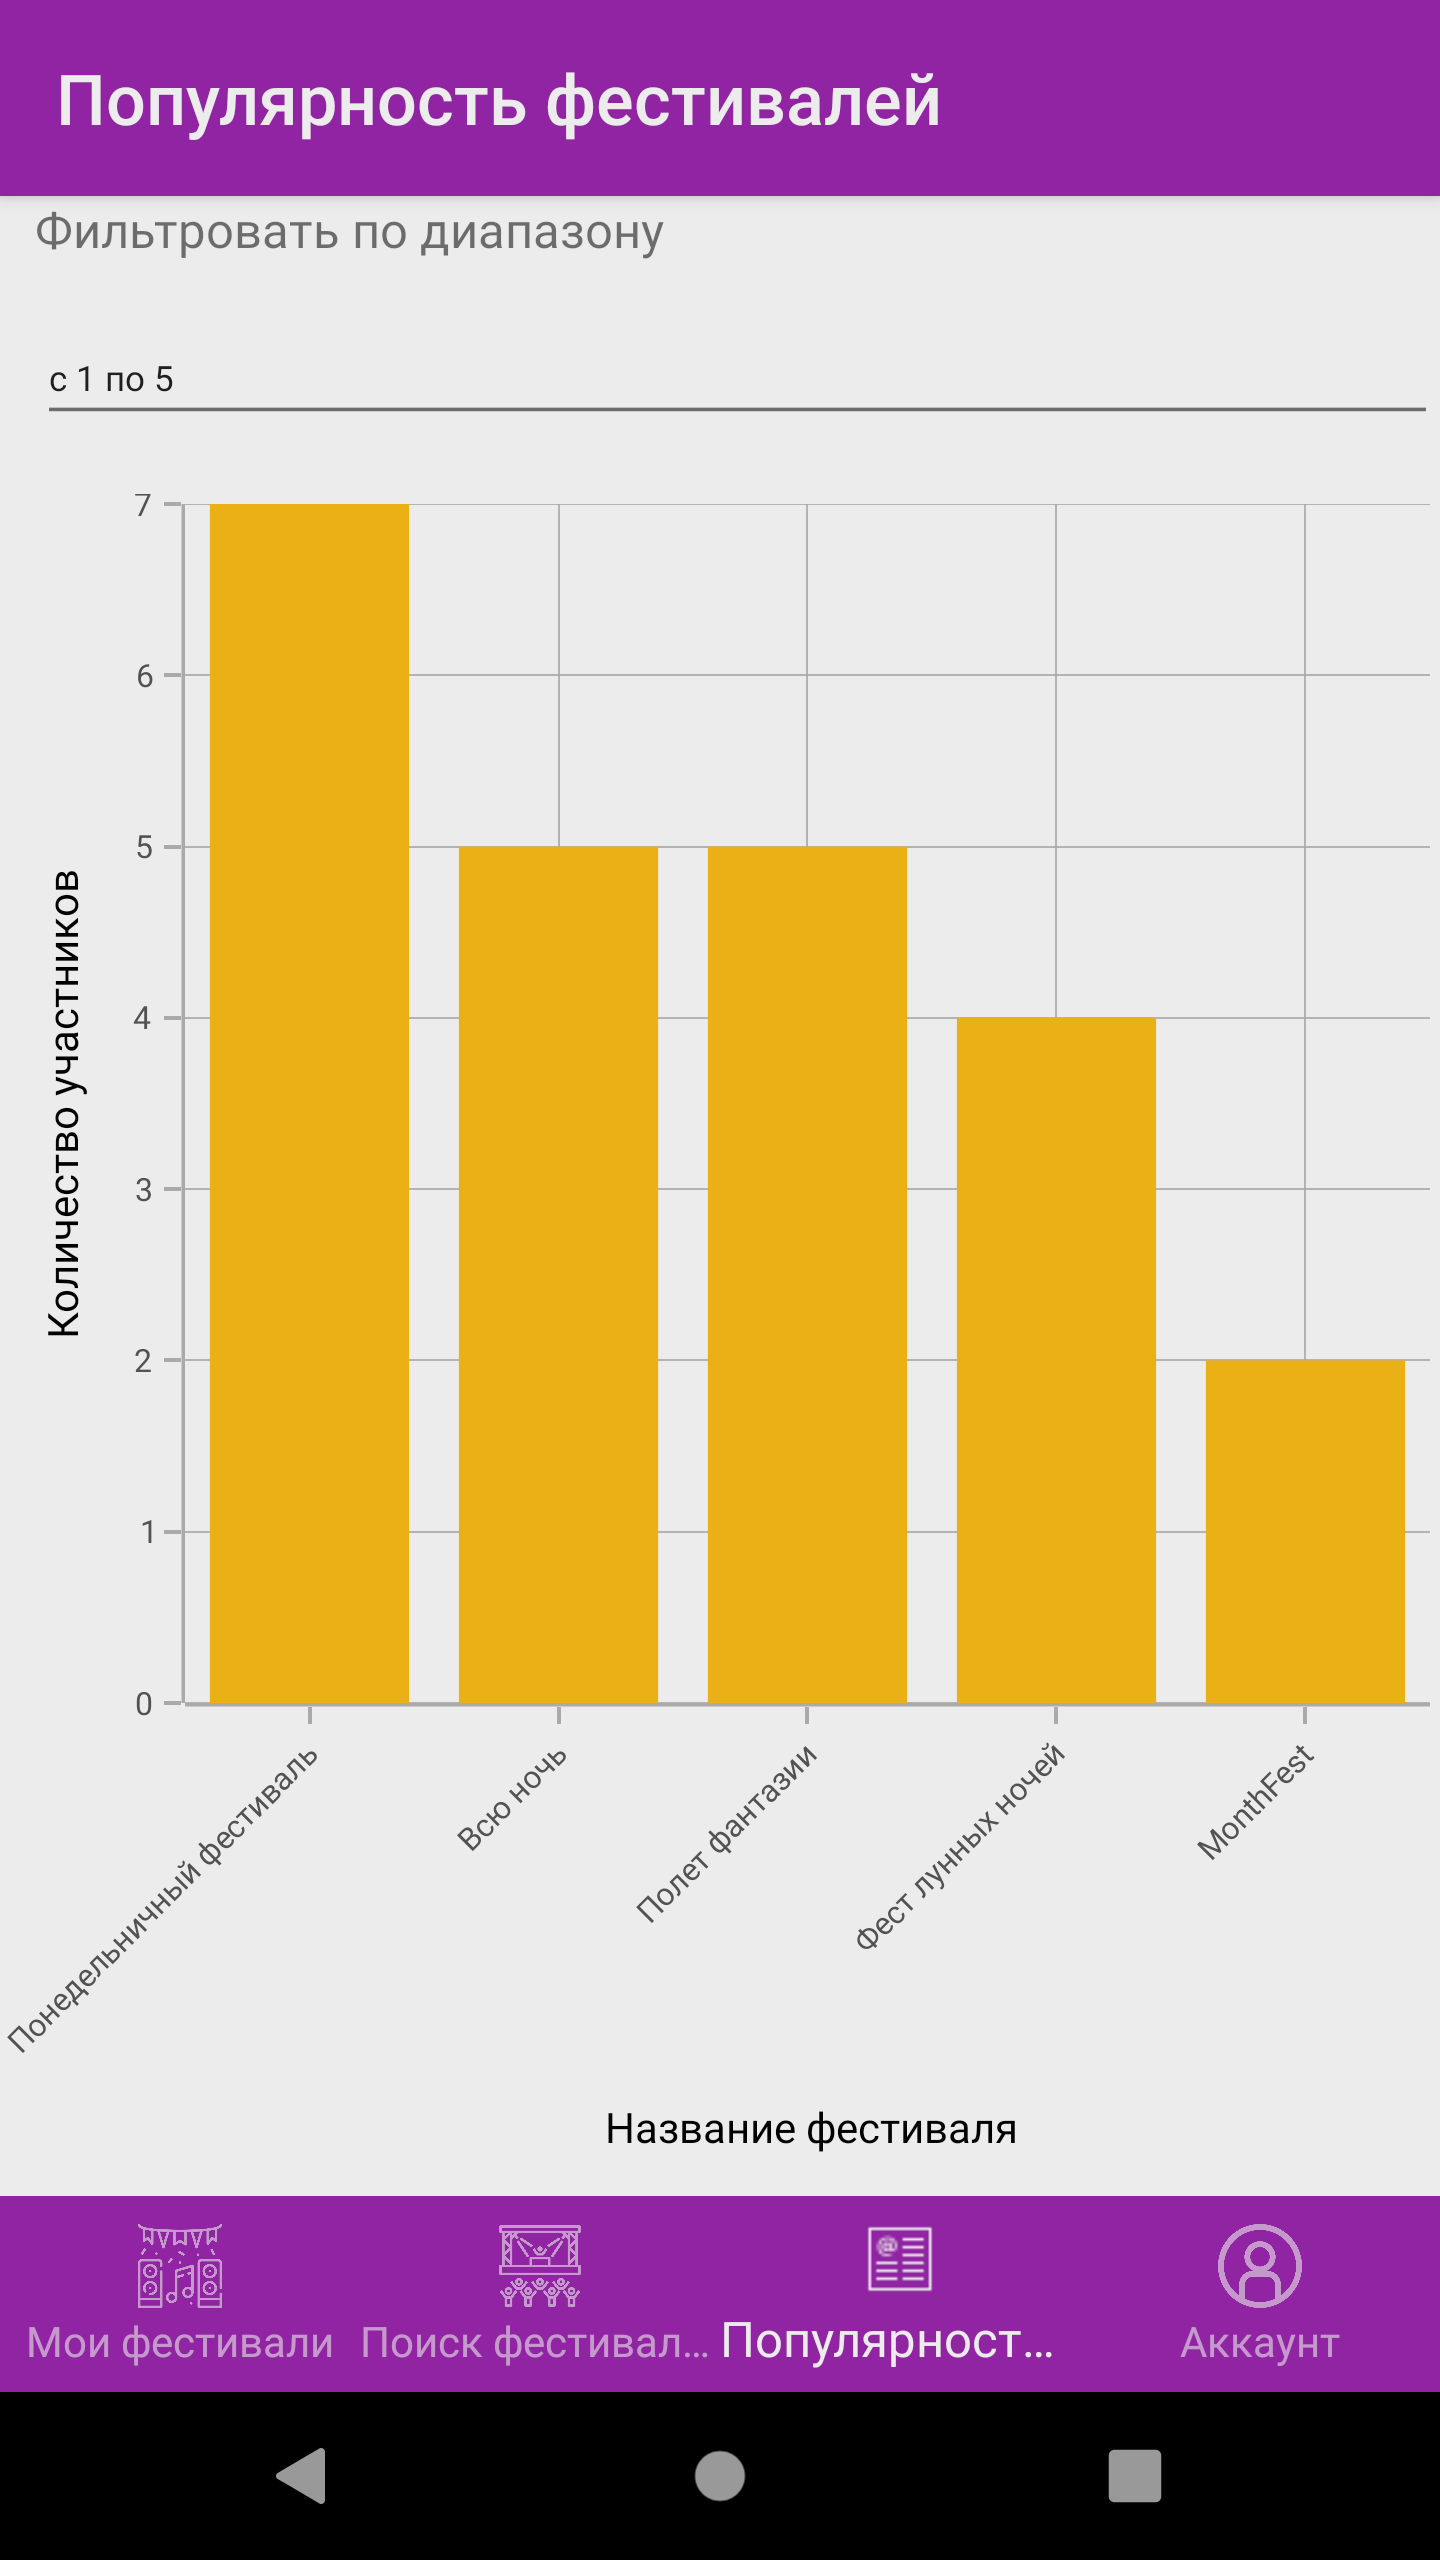 Популярность фестивалей
Фильтровать по диапазону
с 1 по 5
7
6
5
4
3
2
1
0
Количество участников
Понедельничный фестиваль
Всю ночь
Полет фантазии
Фест лунных ночей
MonthFest
Название фестиваля
Мои фестивали
Поиск фестивал...
Популярност...
Аккаунт